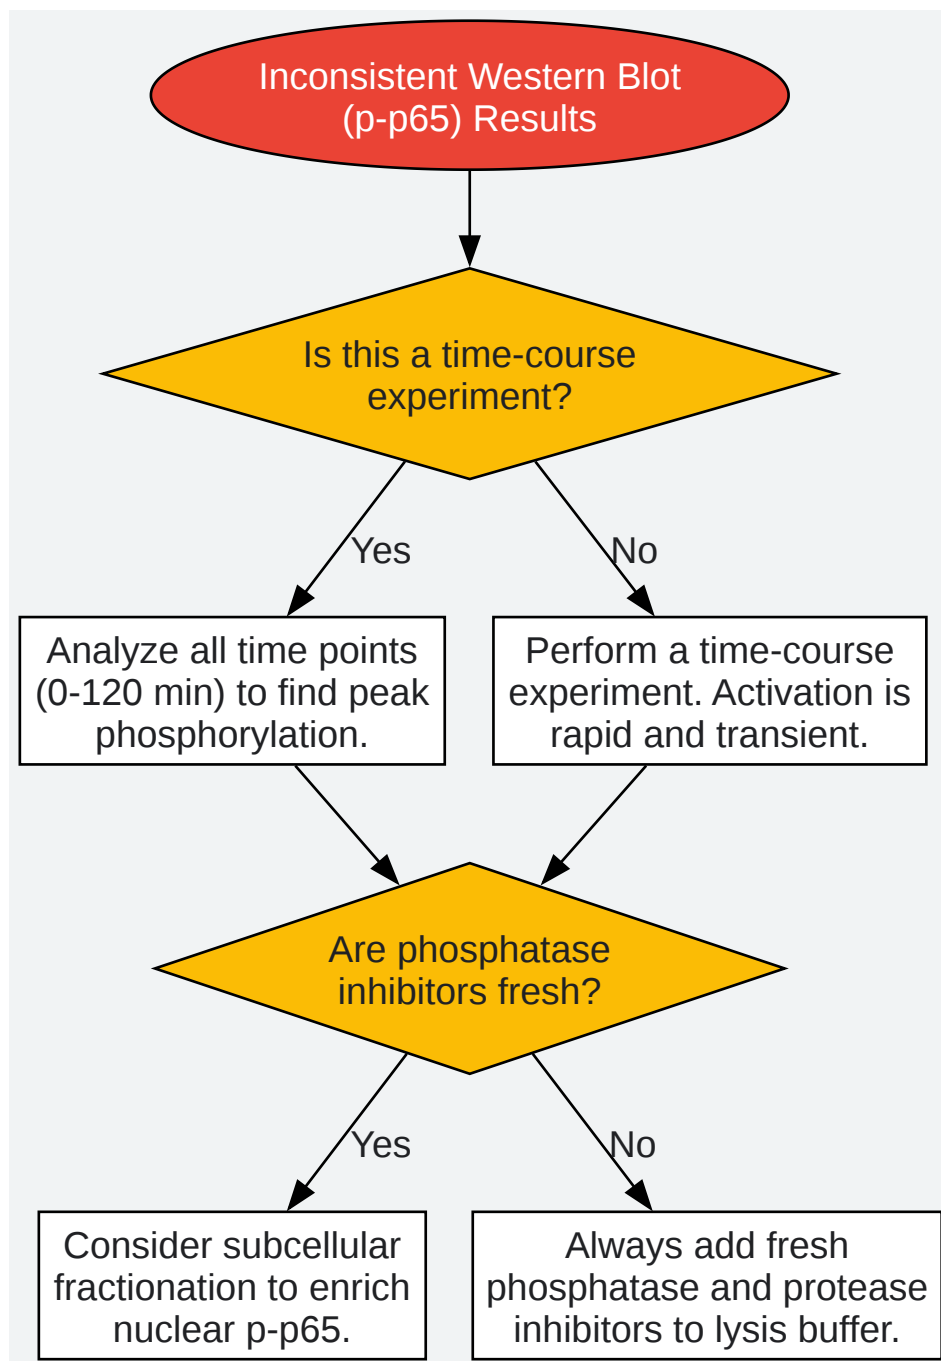 Inconsistent Western Blot
(p-p65) Results
Is this a time-course
experiment?
Yes
No
Analyze all time points
(0-120 min) to find peak
phosphorylation.
Perform a time-course
experiment. Activation is
rapid and transient.
Are phosphatase
inhibitors fresh?
Yes
No
Consider subcellular
fractionation to enrich
nuclear p-p65.
Always add fresh
phosphatase and protease
inhibitors to lysis buffer.